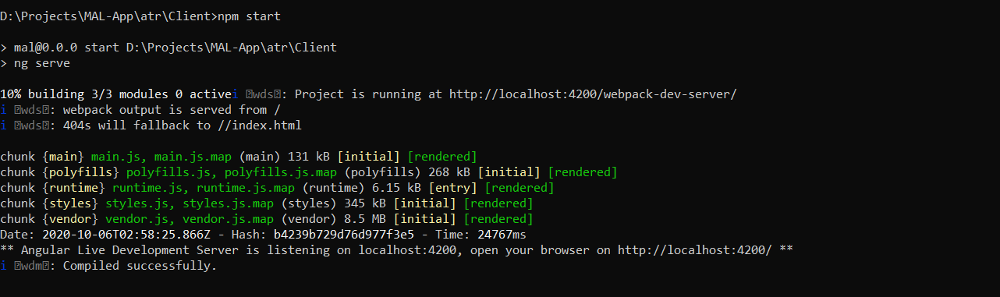 D:\Projects\MAL-App\atr\Client>npm start
> mal@0.0.0 start D:\Projects\MAL-App\atr\Client
> ng serve
10% building 3/3 modules 0 activei ⍰wds⍰: Project is running at http://localhost:4200/webpack-dev-server/
i ⍰wds⍰: webpack output is served from /
i ⍰wds⍰: 404s will fallback to //index.html
chunk {main} main.js, main.js.map (main) 131 kB [initial] [rendered]
chunk {polyfills} polyfills.js, polyfills.js.map (polyfills) 268 kB [initial] [rendered]
chunk {runtime} runtime.js, runtime.js.map (runtime) 6.15 kB [entry] [rendered]
chunk {styles} styles.js, styles.js.map (styles) 345 kB [initial] [rendered]
chunk {vendor} vendor.js, vendor.js.map (vendor) 8.5 MB [initial] [rendered]
Date: 2020-10-06T02:58:25.866Z - Hash: b4239b729d76d977f3e5 - Time: 24767ms
** Angular Live Development Server is listening on localhost:4200, open your browser on http://localhost:4200/ **
i ⍰wdm⍰: Compiled successfully.